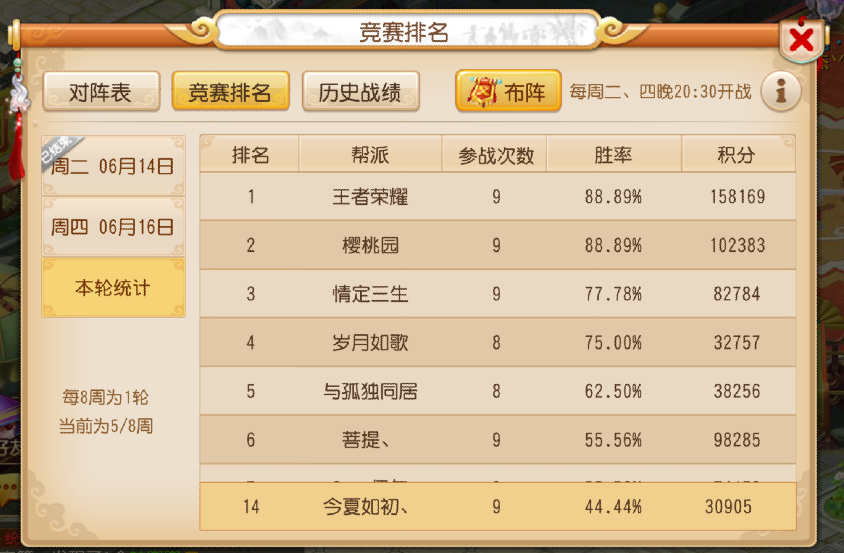 竞赛排名
对阵表 竞赛排名 历史战绩 布阵 每周二、四晚20:30开战
已结束
周二 06月14日
周四 06月16日
本轮统计
每8周为1轮
当前为5/8周
排名 帮派 参战次数 胜率 积分
1 王者荣耀 9 88.89% 158169
2 樱桃园 9 88.89% 102383
3 情定三生 9 77.78% 82784
4 岁月如歌 8 75.00% 32757
5 与孤独同居 8 62.50% 38256
6 菩提、 9 55.56% 98285
14 今夏如初、 9 44.44% 30905